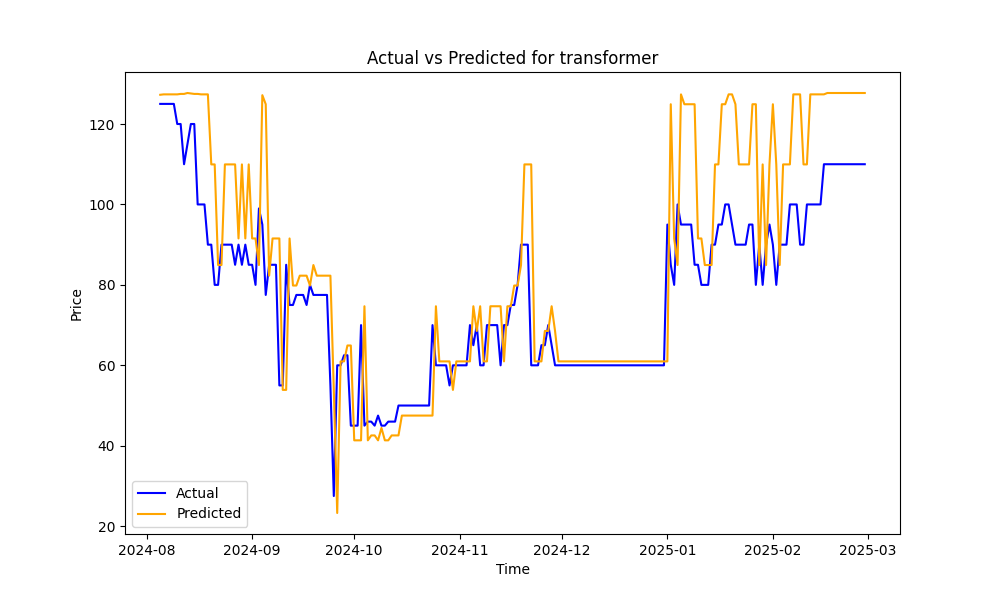 Actual vs Predicted for transformer
Price
120
100
80
60
40
20
Actual
Predicted
2024-08 2024-09 2024-10 2024-11 2024-12 2025-01 2025-02 2025-03
Time